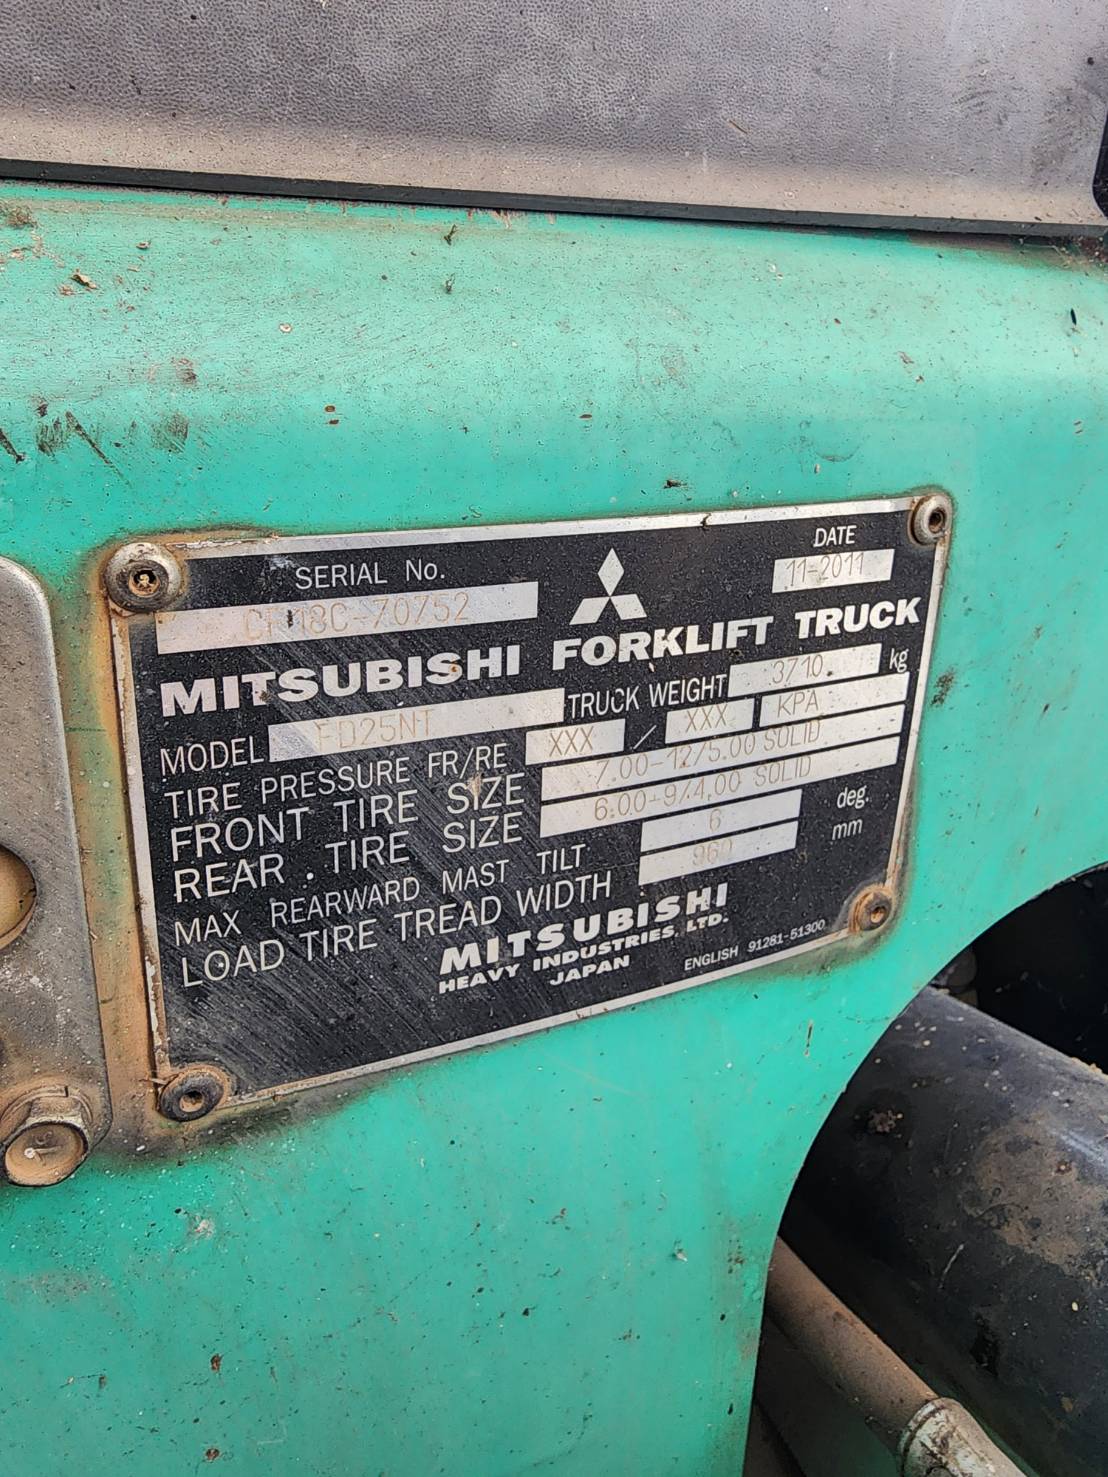 SERIAL No.
DATE
CF18C-70752
11-2011
MITSUBISHI FORKLIFT TRUCK
MODEL FD25NT TRUCK WEIGHT 3710. kg
TIRE PRESSURE FR/RE XXX / XXX KPA
FRONT TIRE SIZE 7.00-12/5.00 SOLID
REAR . TIRE SIZE 6.00-9/4,00 SOLID
MAX REARWARD MAST TILT 6 deg.
LOAD TIRE TREAD WIDTH 960 mm
MITSUBISHI
HEAVY INDUSTRIES, LTD.
JAPAN
ENGLISH 91281-51300